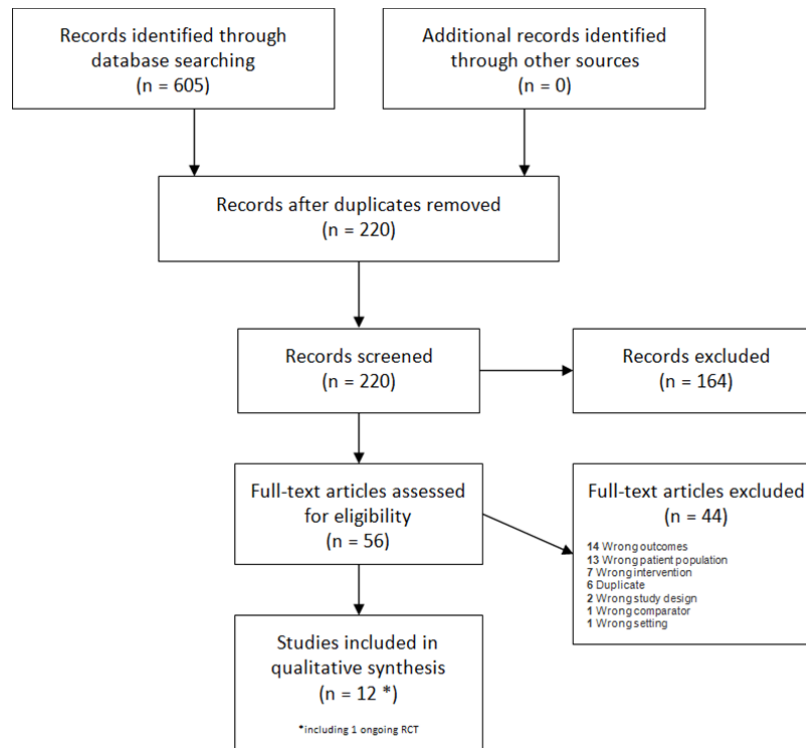 Records identified through
database searching
(n = 605)
Additional records identified
through other sources
(n = 0)
Records after duplicates removed
(n = 220)
Records screened
(n = 220)
Records excluded
(n = 164)
Full-text articles assessed
for eligibility
(n = 56)
Full-text articles excluded
(n = 44)
14 Wrong outcomes
13 Wrong patient population
7 Wrong intervention
6 Duplicate
2 Wrong study design
1 Wrong comparator
1 Wrong setting
Studies included in
qualitative synthesis
(n = 12 *)
*including 1 ongoing RCT